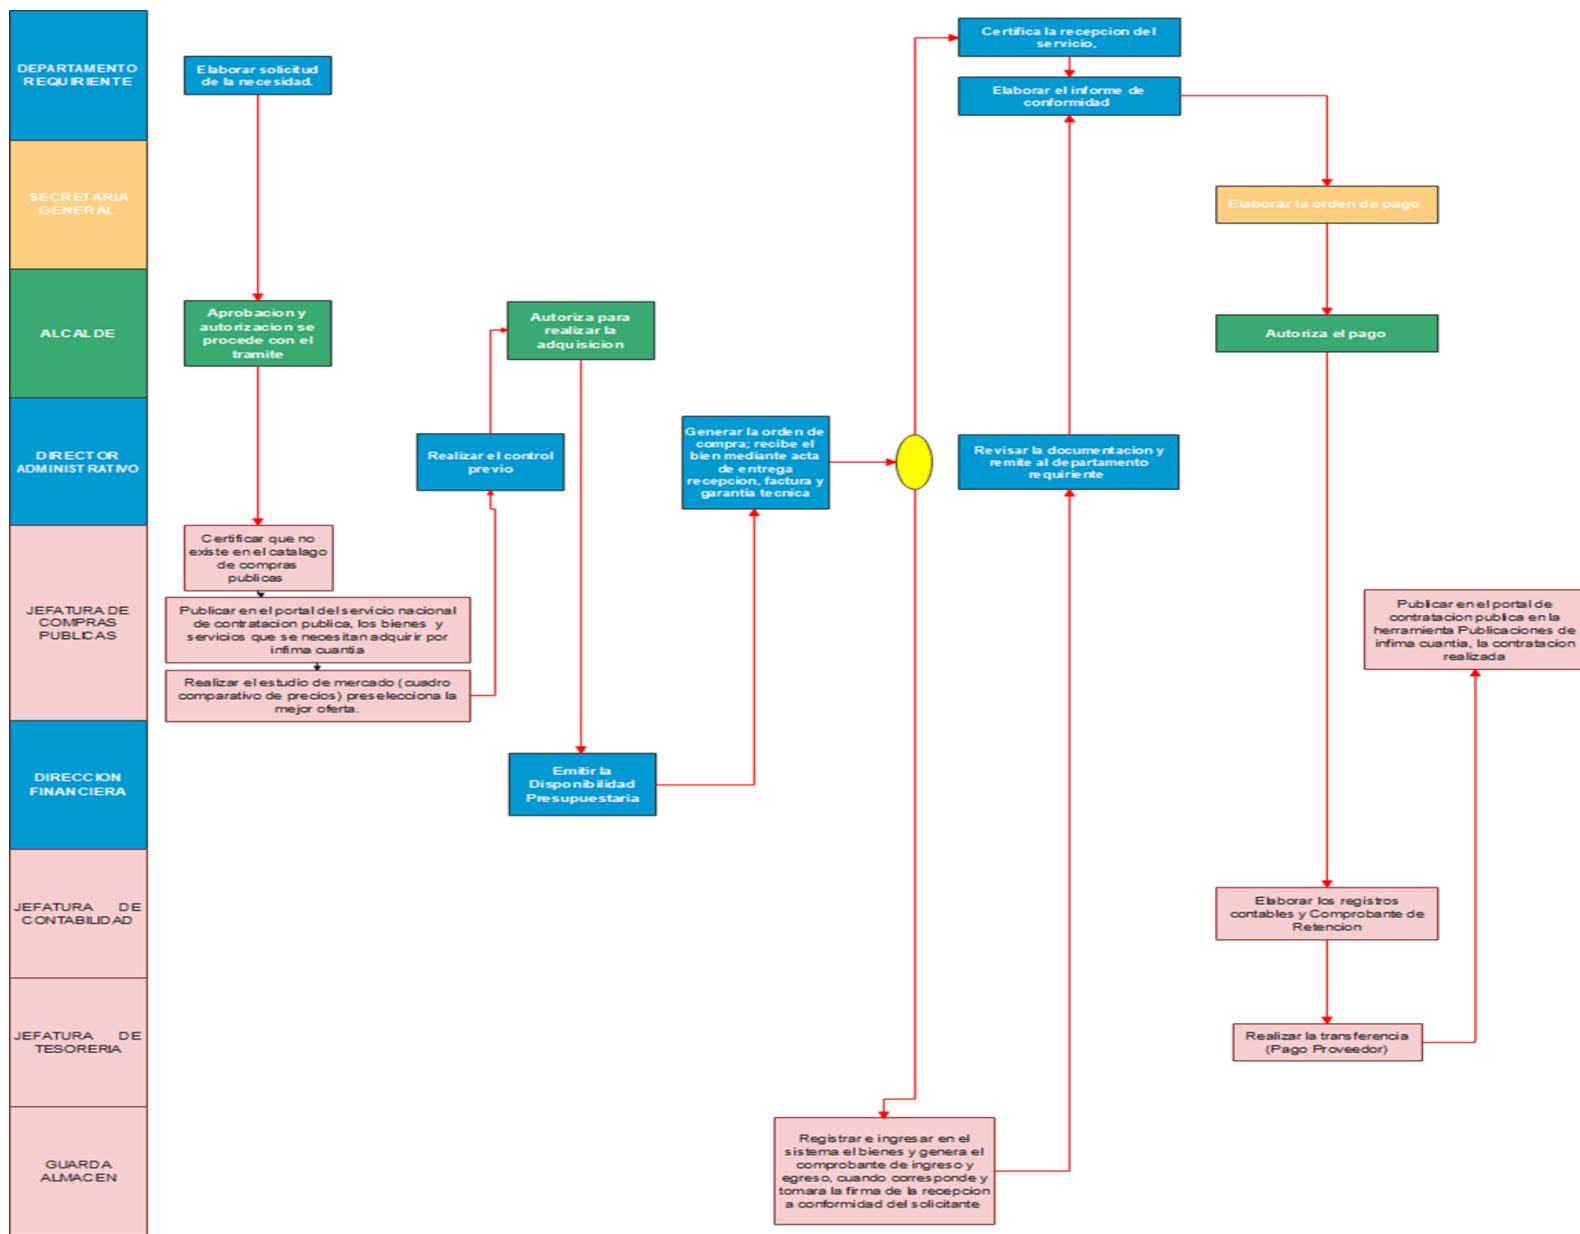 DEPARTAMENTO
REQUIRIENTE
SECRETARIA
GENERAL
ALCALDE
DIRECTOR
ADMINISTRATIVO
JEFATURA DE
COMPRAS
PUBLICAS
DIRECCION
FINANCIERA
JEFATURA DE
CONTABILIDAD
JEFATURA DE
TESORERIA
GUARDA
ALMACEN
Elaborar solicitud
de la necesidad.
Aprobacion y
autorizacion se
procede con el
tramite
Certificar que no
existe en el catalago
de compras
publicas
Publicar en el portal del servicio nacional
de contratacion publica, los bienes y
servicios que se necesitan adquirir por
infima cuantia
Realizar el estudio de mercado (cuadro
comparativo de precios) preselecciona la
mejor oferta.
Realizar el control
previo
Autoriza para
realizar la
adquisicion
Emitir la
Disponibilidad
Presupuestaria
Generar la orden de
compra; recibe el
bien mediante acta
de entrega
recepcion, factura y
garantia tecnica
Certifica la recepcion del
servicio,
Elaborar el informe de
conformidad
Revisar la documentacion y
remite al departamento
requiriente
Registrar e ingresar en el
sistema el bienes y genera el
comprobante de ingreso y
egreso, cuando corresponde y
tomara la firma de la recepcion
a conformidad del solicitante
Elaborar la orden de pago
Autoriza el pago
Elaborar los registros
contables y Comprobante de
Retencion
Realizar la transferencia
(Pago Proveedor)
Publicar en el portal de
contratacion publica en la
herramienta Publicaciones de
infima cuantia, la contratacion
realizada